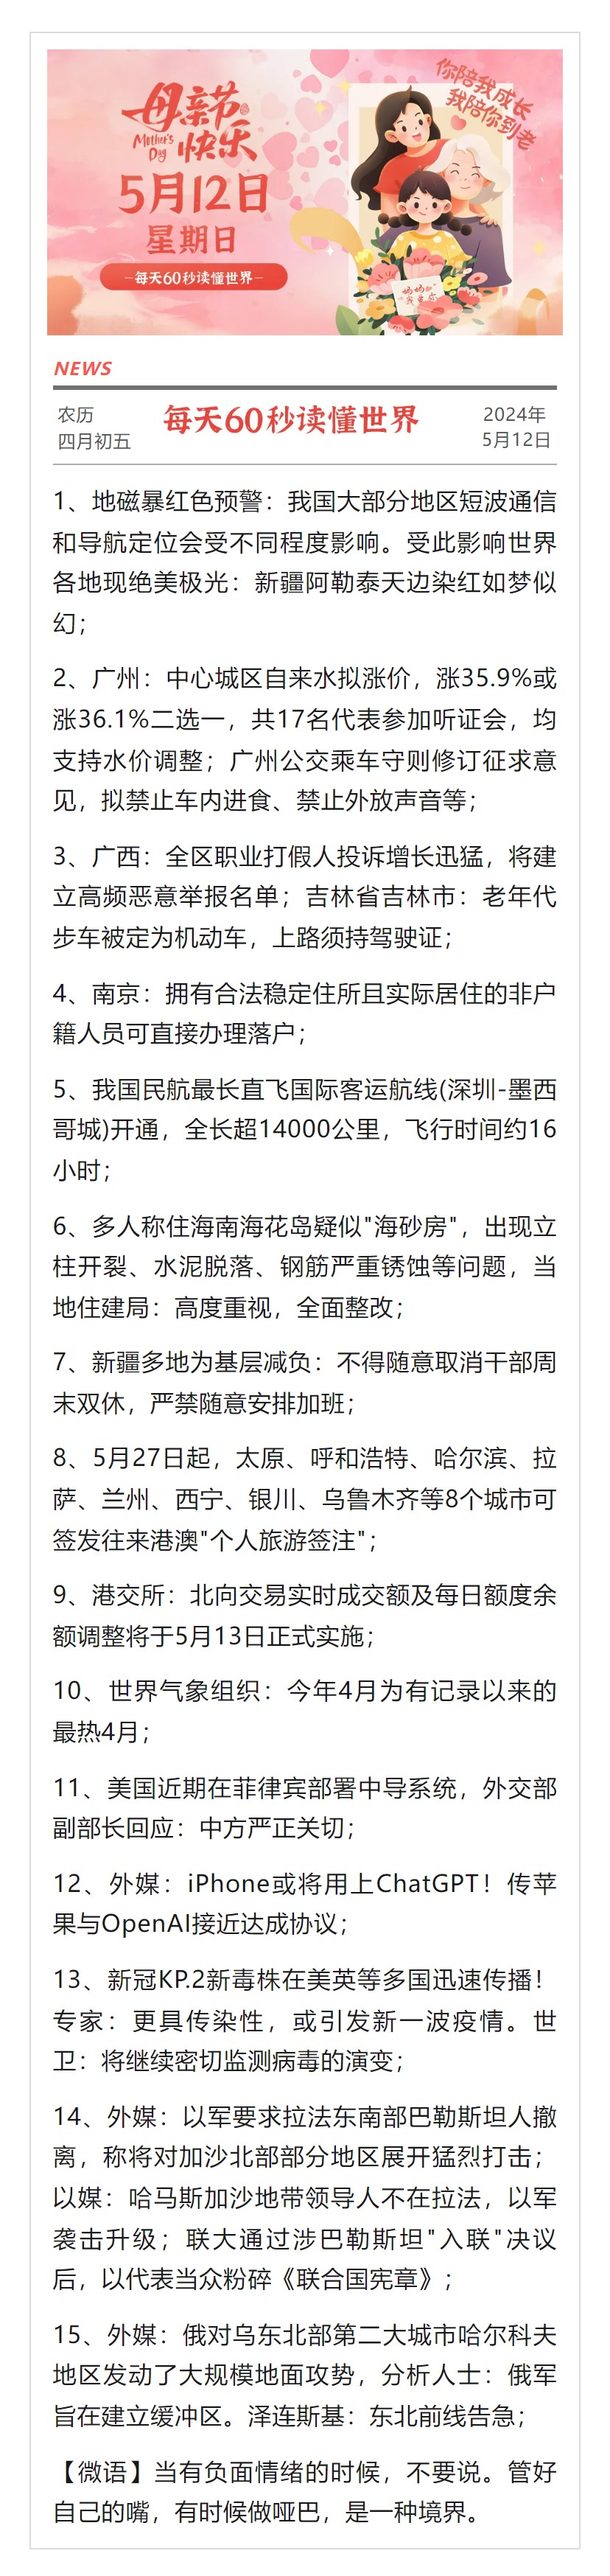 母亲节
Mother's
Day
快乐
5月12日
星期日
每天60秒读懂世界
你陪我成长
我陪你到老
妈妈
我爱你
NEWS
农历
四月初五
每天60秒读懂世界
2024年
5月12日
1、地磁暴红色预警：我国大部分地区短波通信
和导航定位会受不同程度影响。受此影响世界
各地现绝美极光：新疆阿勒泰天边染红如梦似
幻；
2、广州：中心城区自来水拟涨价，涨35.9%或
涨36.1%二选一，共17名代表参加听证会，均
支持水价调整；广州公交乘车守则修订征求意
见，拟禁止车内进食、禁止外放声音等；
3、广西：全区职业打假人投诉增长迅猛，将建
立高频恶意举报名单；吉林省吉林市：老年代
步车被定为机动车，上路须持驾驶证；
4、南京：拥有合法稳定住所且实际居住的非户
籍人员可直接办理落户；
5、我国民航最长直飞国际客运航线(深圳-墨西
哥城)开通，全长超14000公里，飞行时间约16
小时；
6、多人称住海南海花岛疑似"海砂房"，出现立
柱开裂、水泥脱落、钢筋严重锈蚀等问题，当
地住建局：高度重视，全面整改；
7、新疆多地为基层减负：不得随意取消干部周
末双休，严禁随意安排加班；
8、5月27日起，太原、呼和浩特、哈尔滨、拉
萨、兰州、西宁、银川、乌鲁木齐等8个城市可
签发往来港澳"个人旅游签注"；
9、港交所：北向交易实时成交额及每日额度余
额调整将于5月13日正式实施；
10、世界气象组织：今年4月为有记录以来的
最热4月；
11、美国近期在菲律宾部署中导系统，外交部
副部长回应：中方严正关切；
12、外媒：iPhone或将用上ChatGPT！传苹
果与OpenAI接近达成协议；
13、新冠KP.2新毒株在美英等多国迅速传播！
专家：更具传染性，或引发新一波疫情。世
卫：将继续密切监测病毒的演变；
14、外媒：以军要求拉法东南部巴勒斯坦人撤
离，称将对加沙北部部分地区展开猛烈打击；
以媒：哈马斯加沙地带领导人不在拉法，以军
袭击升级；联大通过涉巴勒斯坦"入联"决议
后，以代表当众粉碎《联合国宪章》；
15、外媒：俄对乌东北部第二大城市哈尔科夫
地区发动了大规模地面攻势，分析人士：俄军
旨在建立缓冲区。泽连斯基：东北前线告急；
【微语】当有负面情绪的时候，不要说。管好
自己的嘴，有时候做哑巴，是一种境界。